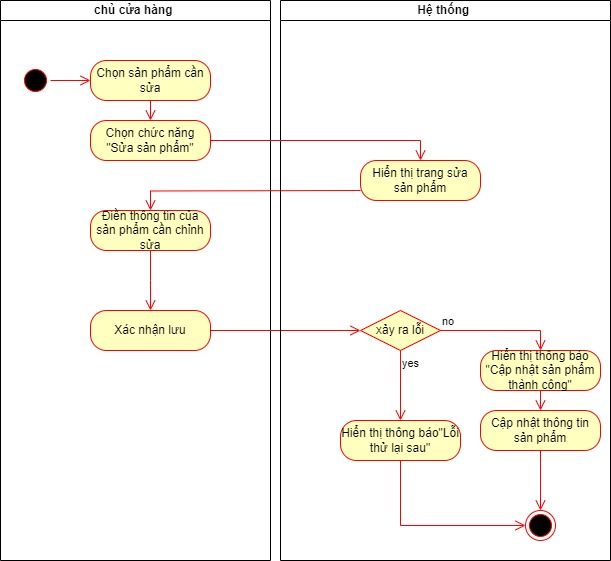 chủ cửa hàng
Hệ thống
Chọn sản phẩm cần
sửa
Chọn chức năng
"Sửa sản phẩm"
Hiển thị trang sửa
sản phẩm
Điền thông tin của
sản phẩm cần chỉnh
sửa
Xác nhận lưu
xảy ra lỗi
no
yes
Hiển thị thông báo
"Cập nhật sản phẩm
thành công"
Cập nhật thông tin
sản phẩm
Hiển thị thông báo"Lỗi
thử lại sau"